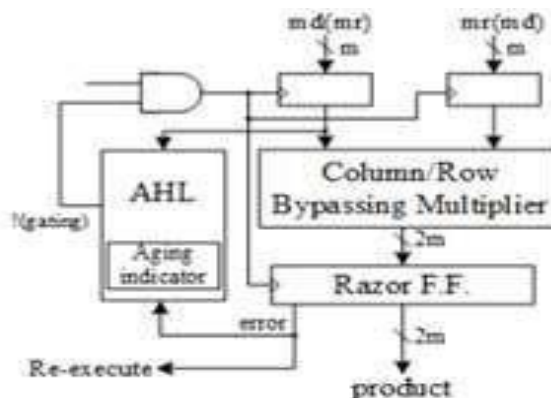 md(mr)
mr(md)
m
m
AHL
Aging
indicator
!(gating)
Column/Row
Bypassing Multiplier
2m
Razor F.F.
error
2m
Re-execute
product